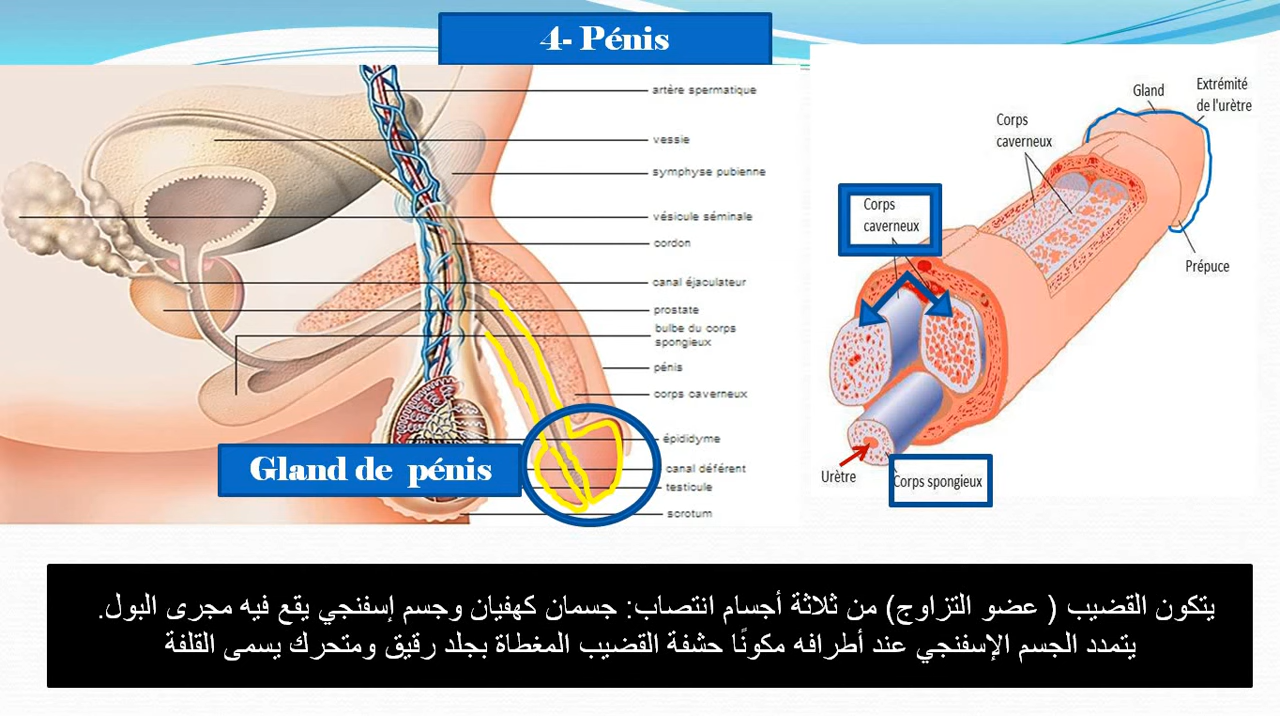 4- Pénis
artère spermatique
vessie
symphyse pubienne
vésicule séminale
cordon
canal éjaculateur
prostate
bulbe du corps
spongieux
pénis
corps caverneux
épididyme
canal déférent
testicule
scrotum
Gland de pénis
Gland
Extrémité
de l'urètre
Corps
caverneux
Corps
caverneux
Prépuce
Urètre
Corps spongieux
يتكون القضيب ( عضو التزاوج) من ثلاثة أجسام انتصاب: جسمان كهفيان وجسم إسفنجي يقع فيه مجرى البول.
يتمدد الجسم الإسفنجي عند أطرافه مكونًا حشفة القضيب المغطاة بجلد رقيق ومتحرك يسمى القلفة